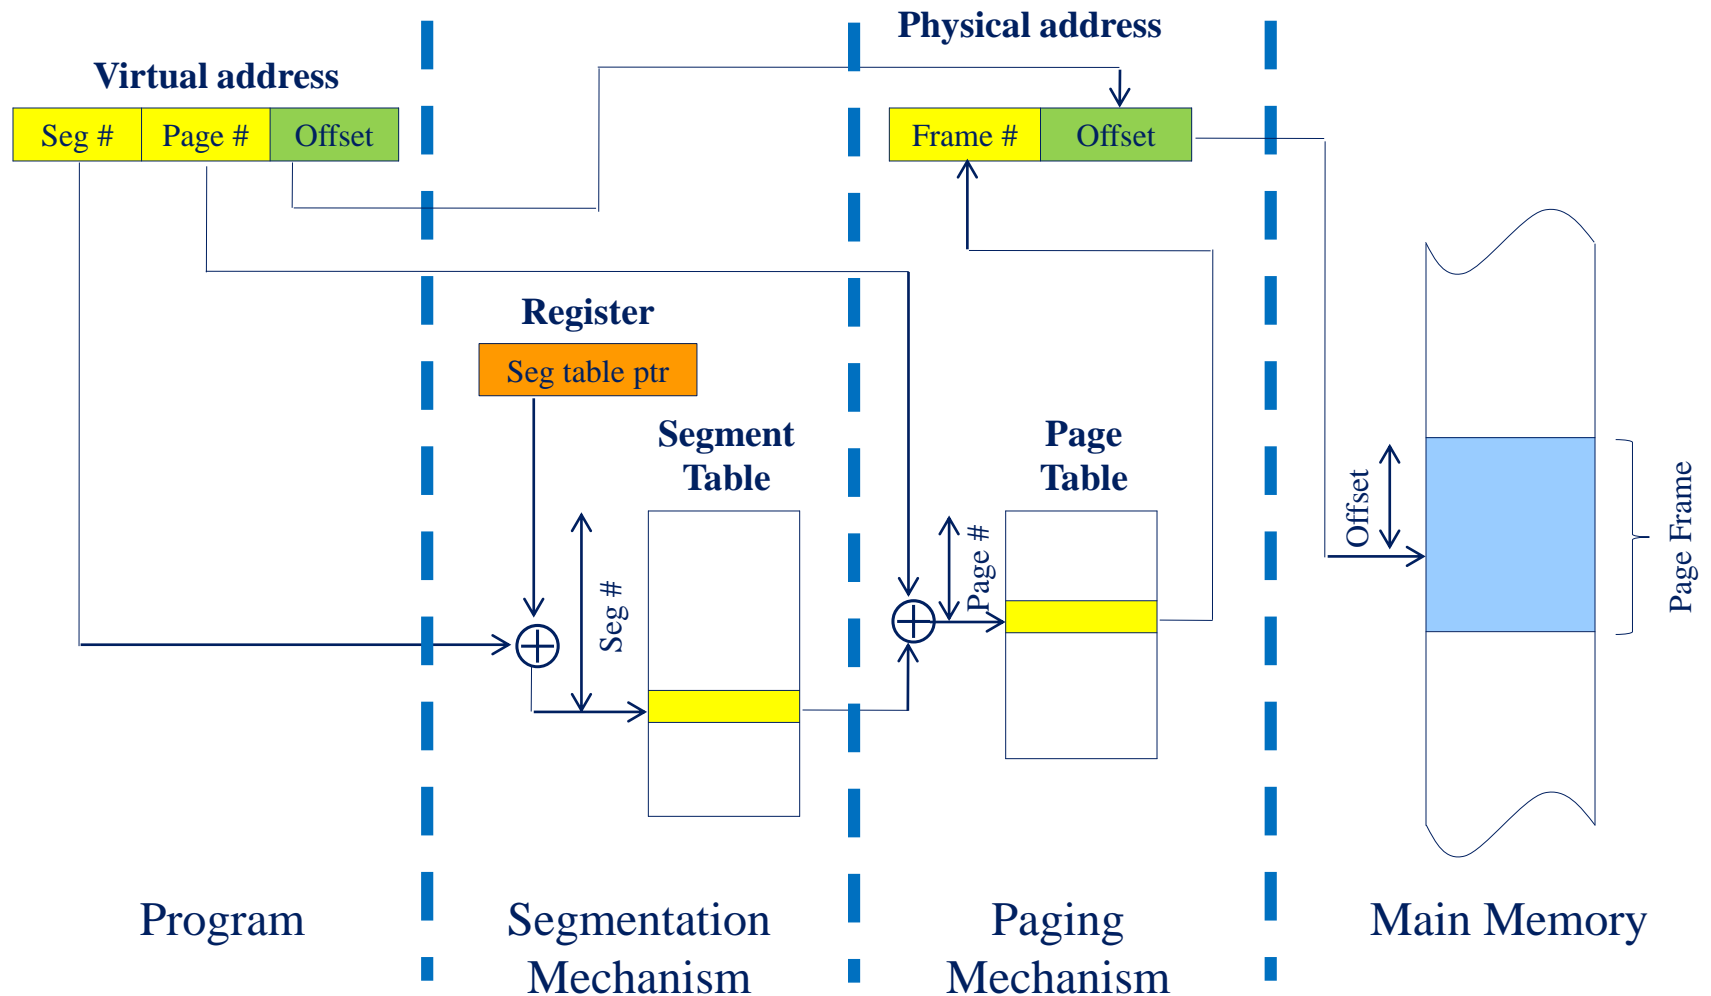 Physical address
Virtual address
Seg #
Page #
Offset
Frame #
Offset
Register
Seg table ptr
Segment
Table
Page
Table
Seg #
Page #
Offset
Page Frame
Program
Segmentation
Mechanism
Paging
Mechanism
Main Memory